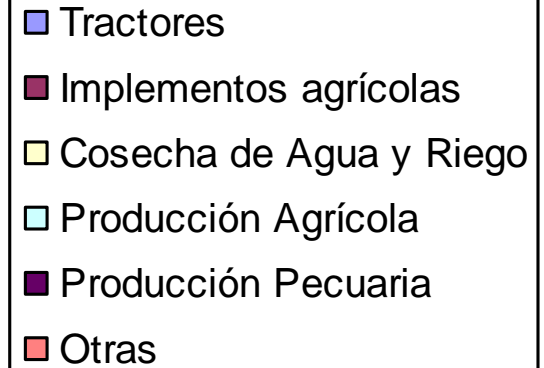 Tractores
Implementos agrícolas
Cosecha de Agua y Riego
Producción Agrícola
Producción Pecuaria
Otras